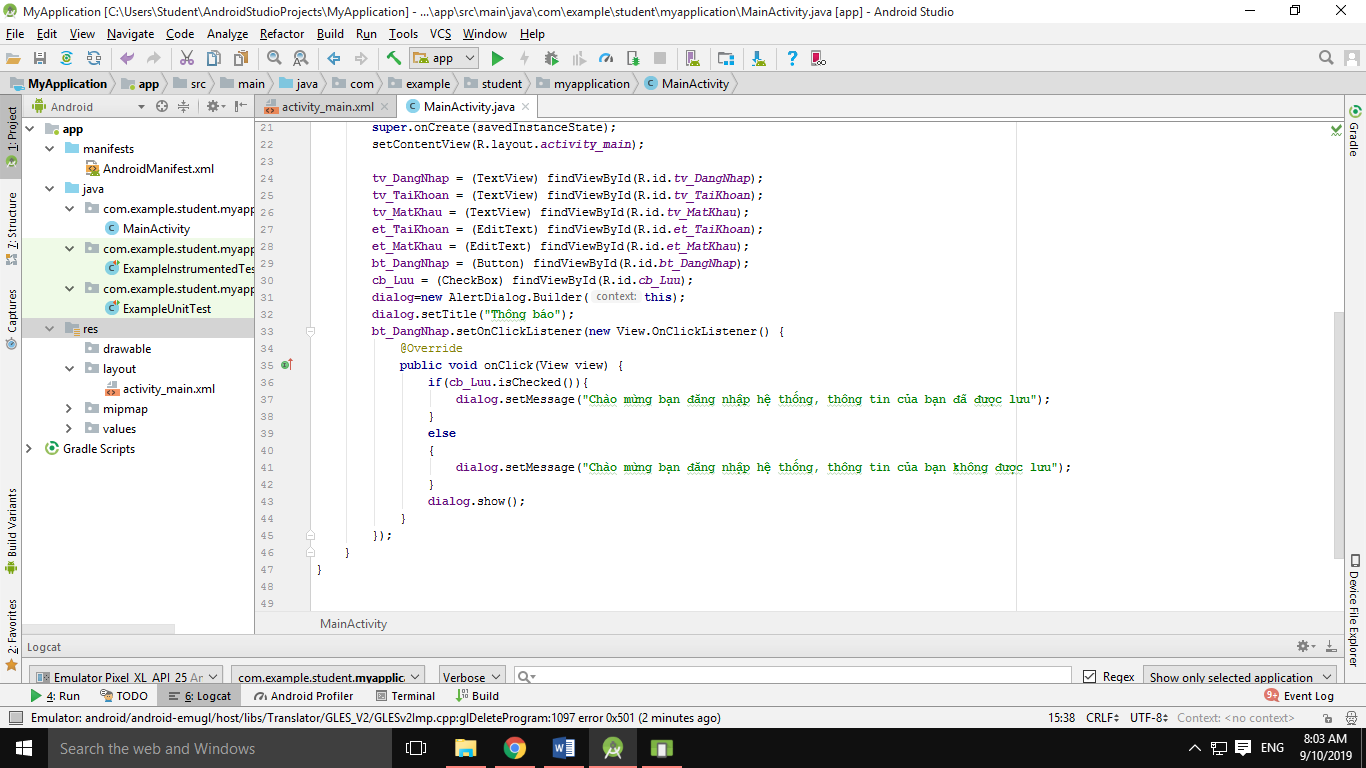 MyApplication [C:\Users\Student\AndroidStudioProjects\MyApplication] - ...\app\src\main\java\com\example\student\myapplication\MainActivity.java [app] - Android Studio
File Edit View Navigate Code Analyze Refactor Build Run Tools VCS Window Help
app
MyApplication app src main java com example student myapplication MainActivity
Android
activity_main.xml MainActivity.java
1: Project
7: Structure
Captures
Build Variants
2: Favorites
app
manifests
AndroidManifest.xml
java
com.example.student.myapp
MainActivity
com.example.student.myapp
ExampleInstrumentedTes
com.example.student.myapp
ExampleUnitTest
res
drawable
layout
activity_main.xml
mipmap
values
Gradle Scripts
21 super.onCreate(savedInstanceState);
22 setContentView(R.layout.activity_main);
23
24 tv_DangNhap = (TextView) findViewById(R.id.tv_DangNhap);
25 tv_TaiKhoan = (TextView) findViewById(R.id.tv_TaiKhoan);
26 tv_MatKhau = (TextView) findViewById(R.id.tv_MatKhau);
27 et_TaiKhoan = (EditText) findViewById(R.id.et_TaiKhoan);
28 et_MatKhau = (EditText) findViewById(R.id.et_MatKhau);
29 bt_DangNhap = (Button) findViewById(R.id.bt_DangNhap);
30 cb_Luu = (CheckBox) findViewById(R.id.cb_Luu);
31 dialog=new AlertDialog.Builder( context: this);
32 dialog.setTitle("Thông báo");
33 bt_DangNhap.setOnClickListener(new View.OnClickListener() {
34 @Override
35 public void onClick(View view) {
36 if(cb_Luu.isChecked()){
37 dialog.setMessage("Chào mừng bạn đăng nhập hệ thống, thông tin của bạn đã được lưu");
38 }
39 else
40 {
41 dialog.setMessage("Chào mừng bạn đăng nhập hệ thống, thông tin của bạn không được lưu");
42 }
43 dialog.show();
44 }
45 });
46 }
47 }
48
49
MainActivity
Gradle
Device File Explorer
Logcat
Emulator Pixel_XL_API_25 An com.example.student.myapplica Verbose Regex Show only selected application
4: Run TODO 6: Logcat Android Profiler Terminal Build 9+ Event Log
Emulator: android/android-emugl/host/libs/Translator/GLES_V2/GLESv2Imp.cpp:glDeleteProgram:1097 error 0x501 (2 minutes ago) 15:38 CRLF UTF-8 Context: <no context>
Search the web and Windows
ENG
8:03 AM
9/10/2019